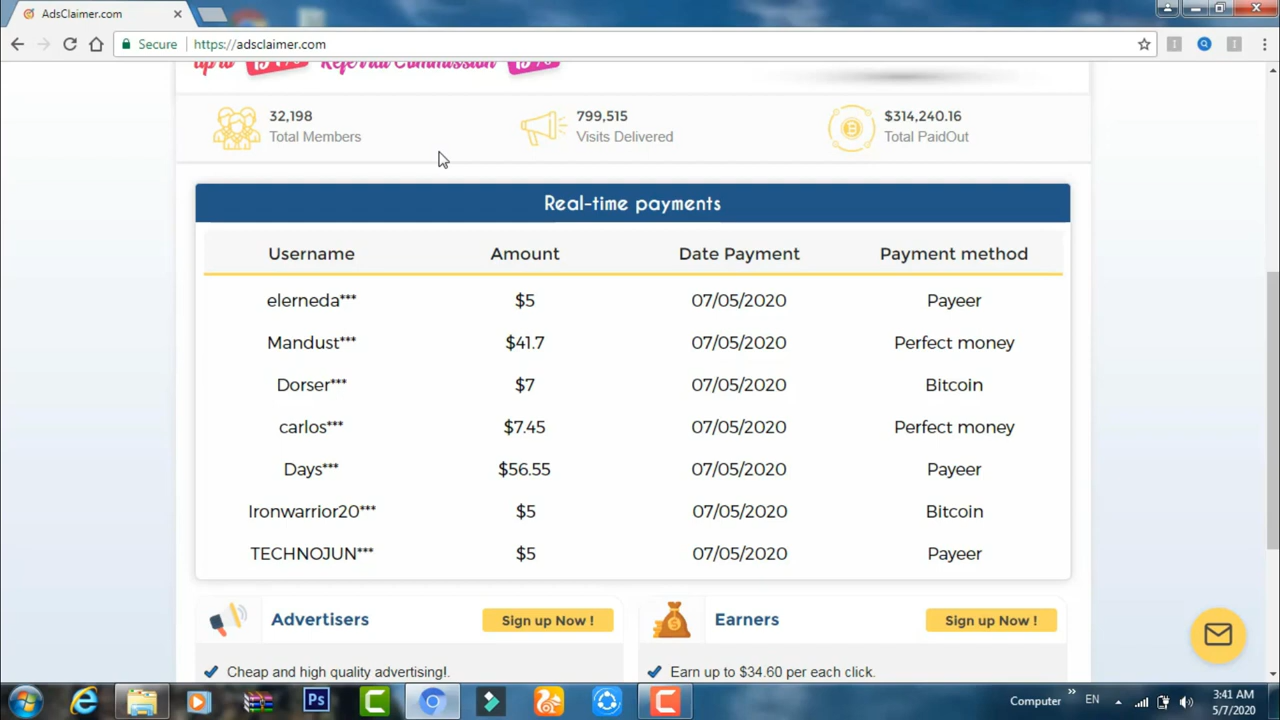 AdsClaimer.com
Secure https://adsclaimer.com
up to Referral Commission
32,198 799,515 $314,240.16
Total Members Visits Delivered Total PaidOut
Real-time payments
Username Amount Date Payment Payment method
elerneda*** $5 07/05/2020 Payeer
Mandust*** $41.7 07/05/2020 Perfect money
Dorser*** $7 07/05/2020 Bitcoin
carlos*** $7.45 07/05/2020 Perfect money
Days*** $56.55 07/05/2020 Payeer
Ironwarrior20*** $5 07/05/2020 Bitcoin
TECHNOJUN*** $5 07/05/2020 Payeer
Advertisers Sign up Now ! Earners Sign up Now !
Cheap and high quality advertising!. Earn up to $34.60 per each click.
Ps Computer » EN 3:41 AM
5/7/2020